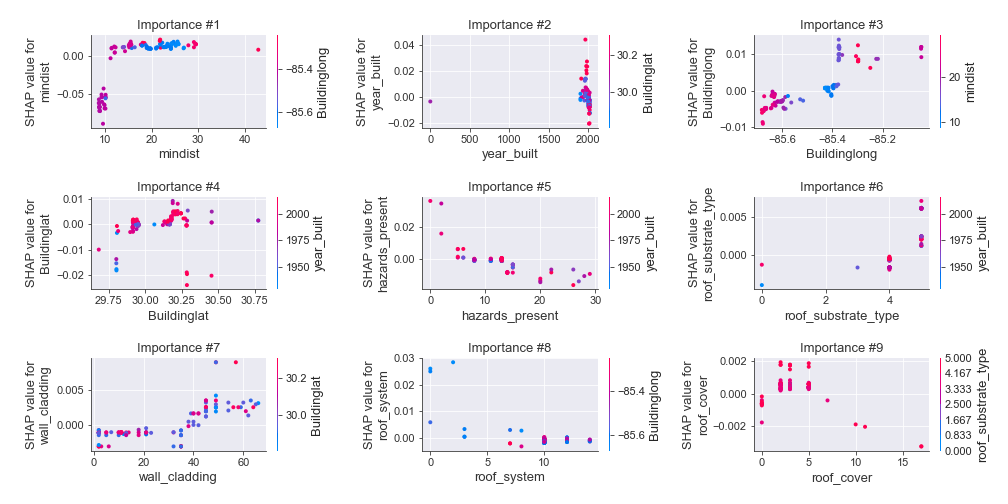 Importance #1
SHAP value for
mindist
0.00
−0.05
10
20
30
40
mindist
−85.4
−85.6
Buildinglong
Importance #2
SHAP value for
year_built
0.04
0.02
0.00
−0.02
0
500
1000
1500
2000
year_built
30.2
30.0
Buildinglat
Importance #3
SHAP value for
Buildinglong
0.01
0.00
−0.01
−85.6
−85.4
−85.2
Buildinglong
20
10
mindist
Importance #4
SHAP value for
Buildinglat
0.01
0.00
−0.01
−0.02
29.75
30.00
30.25
30.50
30.75
Buildinglat
2000
1975
1950
year_built
Importance #5
SHAP value for
hazards_present
0.02
0.00
0
10
20
30
hazards_present
2000
1975
1950
year_built
Importance #6
SHAP value for
roof_substrate_type
0.005
0.000
0
2
4
roof_substrate_type
2000
1975
1950
year_built
Importance #7
SHAP value for
wall_cladding
0.005
0.000
0
20
40
60
wall_cladding
30.2
30.0
Buildinglat
Importance #8
SHAP value for
roof_system
0.03
0.02
0.01
0.00
0
5
10
roof_system
−85.4
−85.6
Buildinglong
Importance #9
SHAP value for
roof_cover
0.002
0.000
−0.002
0
5
10
15
roof_cover
5.000
4.167
3.333
2.500
1.667
0.833
0.000
roof_substrate_type